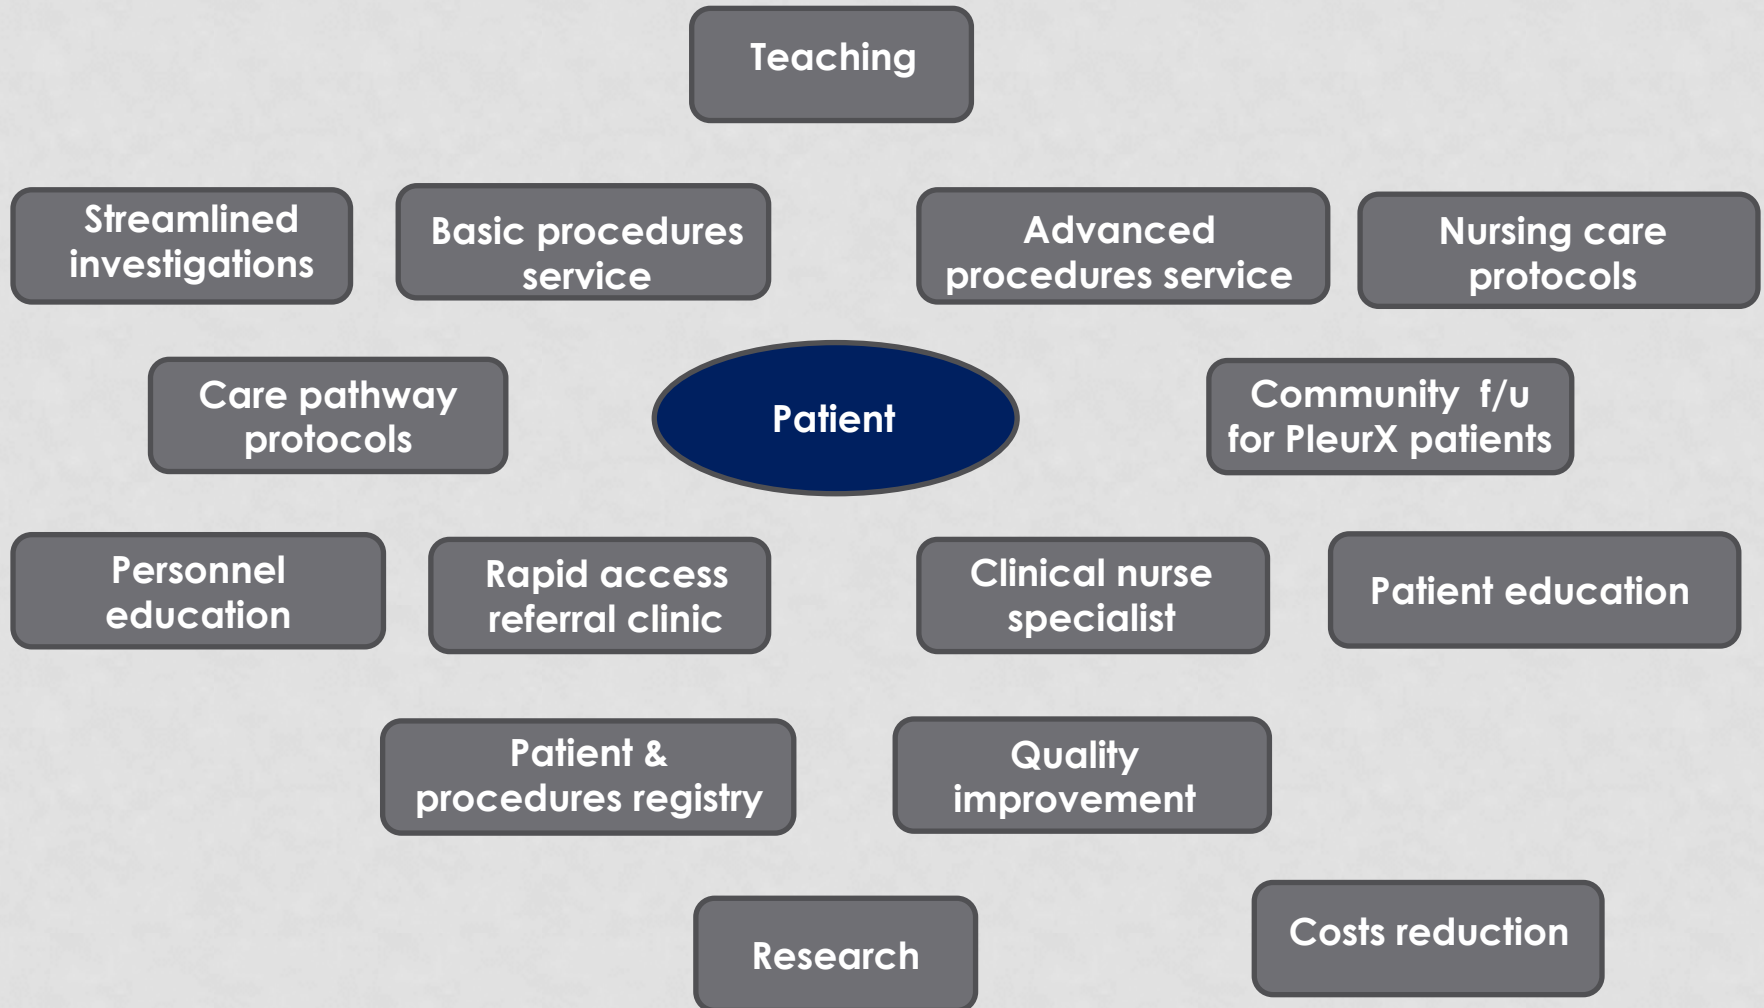 Teaching
Streamlined
investigations
Basic procedures
service
Advanced
procedures service
Nursing care
protocols
Care pathway
protocols
Patient
Community f/u
for PleurX patients
Personnel
education
Rapid access
referral clinic
Clinical nurse
specialist
Patient education
Patient &
procedures registry
Quality
improvement
Research
Costs reduction